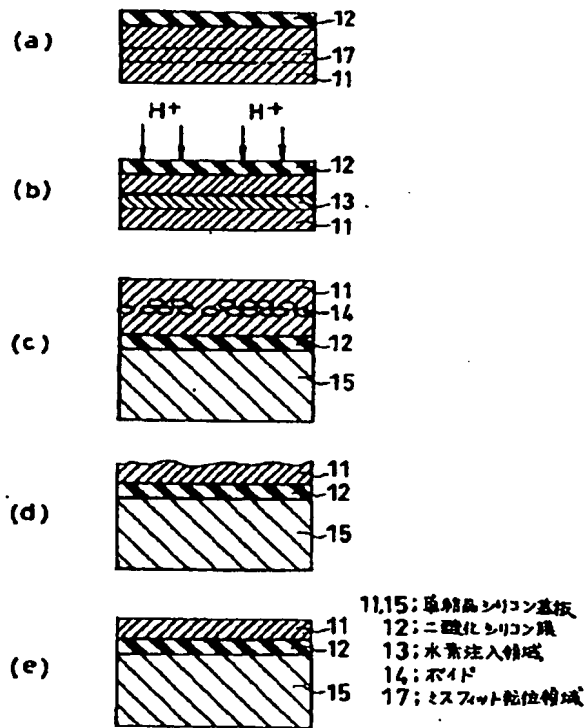 (a)
12
17
11
H+ H+
(b)
12
13
11
(c)
11
14
12
15
(d)
11
12
15
(e)
11
12
15
11,15; 単結晶シリコン基板
12; 二酸化シリコン膜
13; 水素注入領域
14; ボイド
17; ミスフィット転位領域